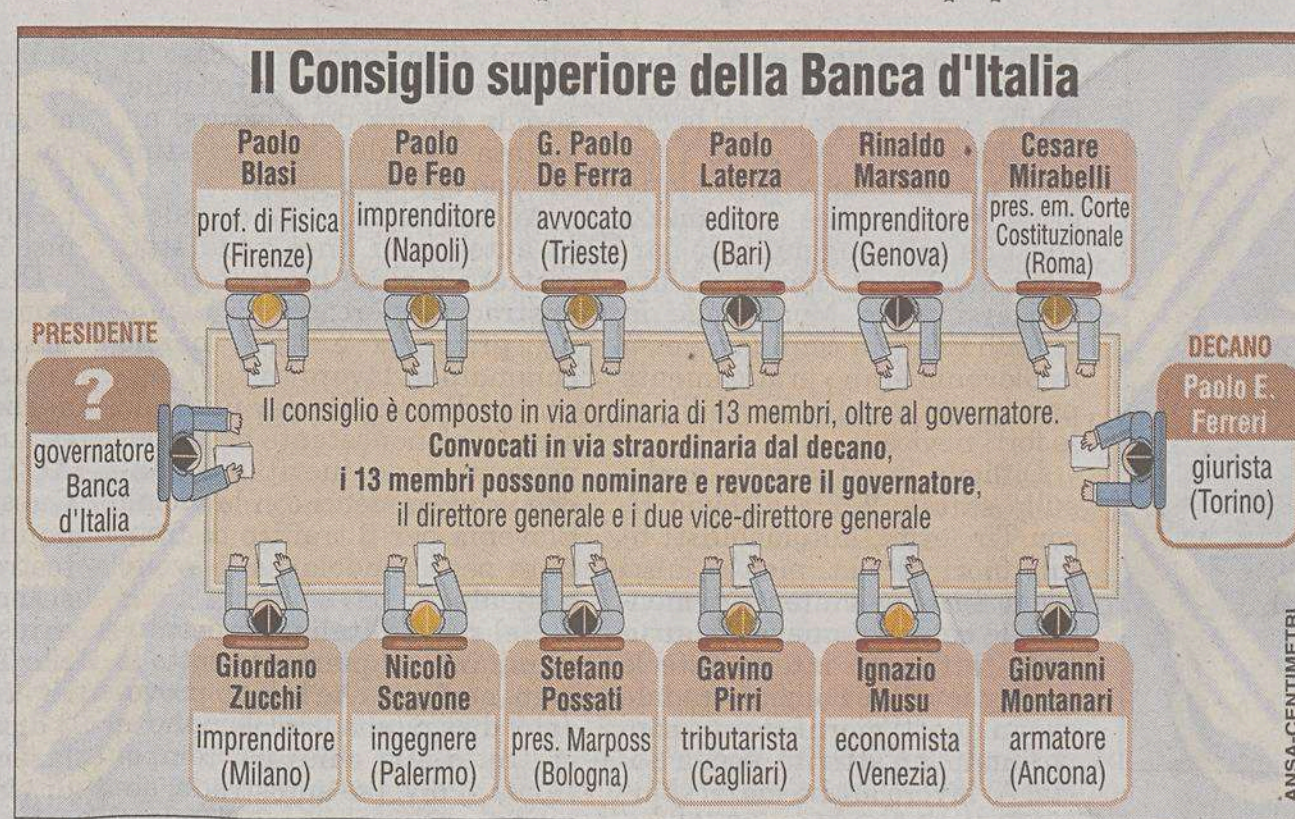 Il Consiglio superiore della Banca d'Italia
Paolo
Blasi
prof. di Fisica
(Firenze)
Paolo
De Feo
imprenditore
(Napoli)
G. Paolo
De Ferra
avvocato
(Trieste)
Paolo
Laterza
editore
(Bari)
Rinaldo
Marsano
imprenditore
(Genova)
Cesare
Mirabelli
pres. em. Corte
Costituzionale
(Roma)
PRESIDENTE
?
governatore
Banca
d'Italia
Il consiglio è composto in via ordinaria di 13 membri, oltre al governatore.
Convocati in via straordinaria dal decano,
i 13 membri possono nominare e revocare il governatore,
il direttore generale e i due vice-direttore generale
DECANO
Paolo E.
Ferreri
giurista
(Torino)
Giordano
Zucchi
imprenditore
(Milano)
Nicolò
Scavone
ingegnere
(Palermo)
Stefano
Possati
pres. Marposs
(Bologna)
Gavino
Pirri
tributarista
(Cagliari)
Ignazio
Musu
economista
(Venezia)
Giovanni
Montanari
armatore
(Ancona)
ANSA-CENTIMETRI